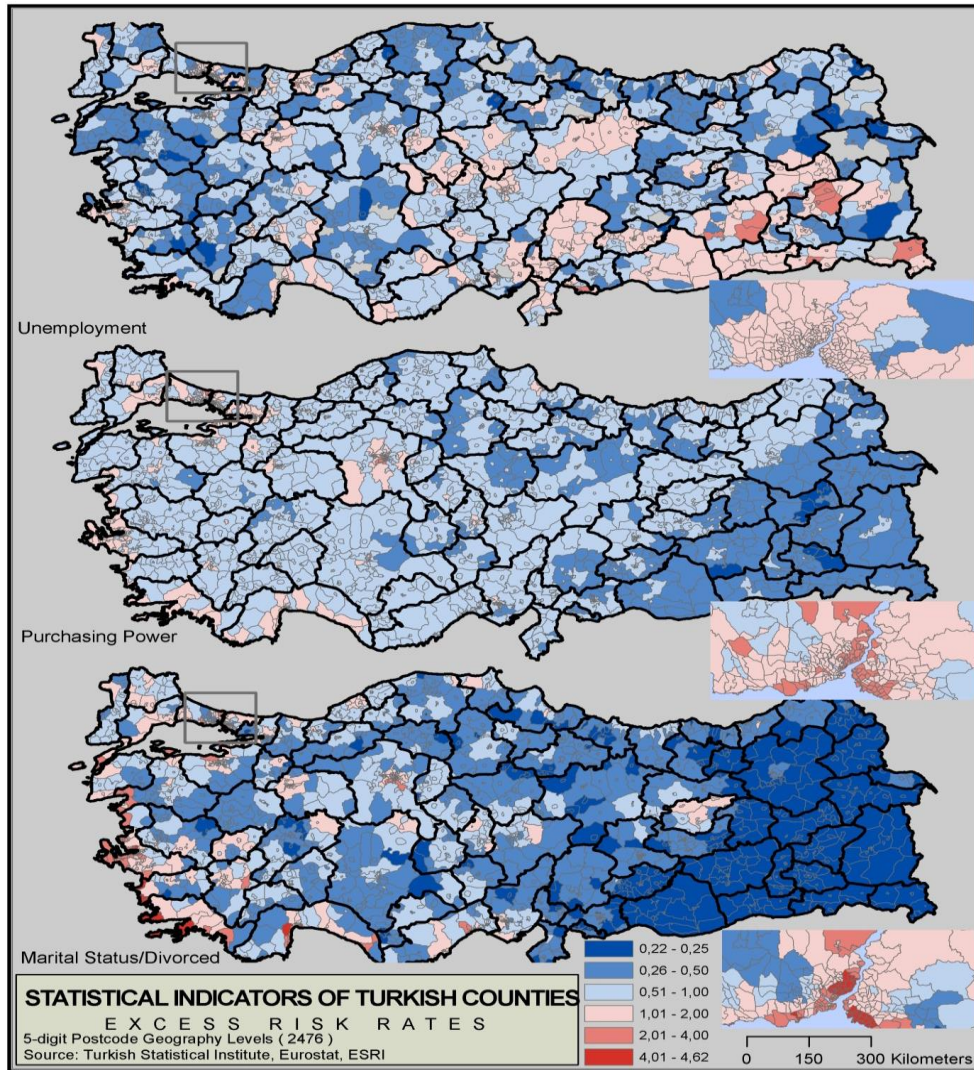 Unemployment
Purchasing Power
Marital Status/Divorced
STATISTICAL INDICATORS OF TURKISH COUNTIES
EXCESS RISK RATES
5-digit Postcode Geography Levels ( 2476 )
Source: Turkish Statistical Institute, Eurostat, ESRI
0,22 - 0,25
0,26 - 0,50
0,51 - 1,00
1,01 - 2,00
2,01 - 4,00
4,01 - 4,62
0 150 300 Kilometers